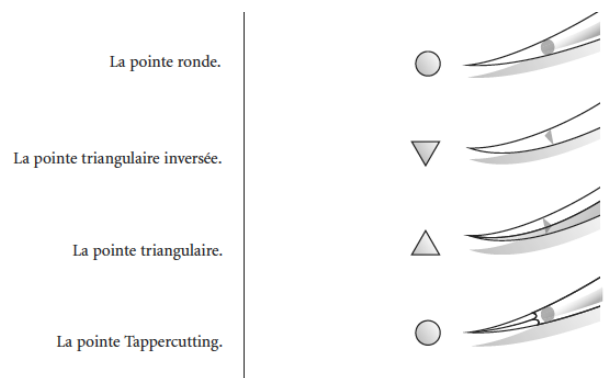 La pointe ronde.
La pointe triangulaire inversée.
La pointe triangulaire.
La pointe Tappercutting.